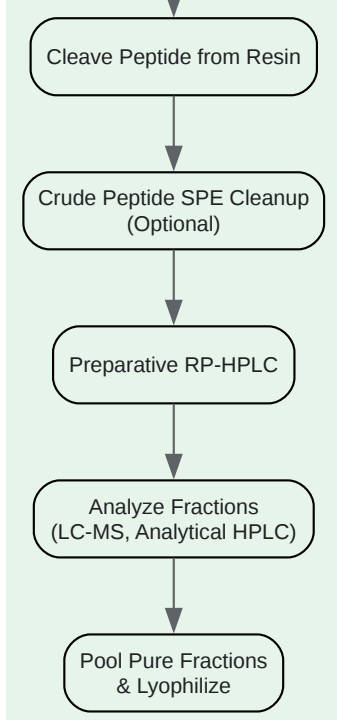 Cleave Peptide from Resin
Crude Peptide SPE Cleanup
(Optional)
Preparative RP-HPLC
Analyze Fractions
(LC-MS, Analytical HPLC)
Pool Pure Fractions
& Lyophilize